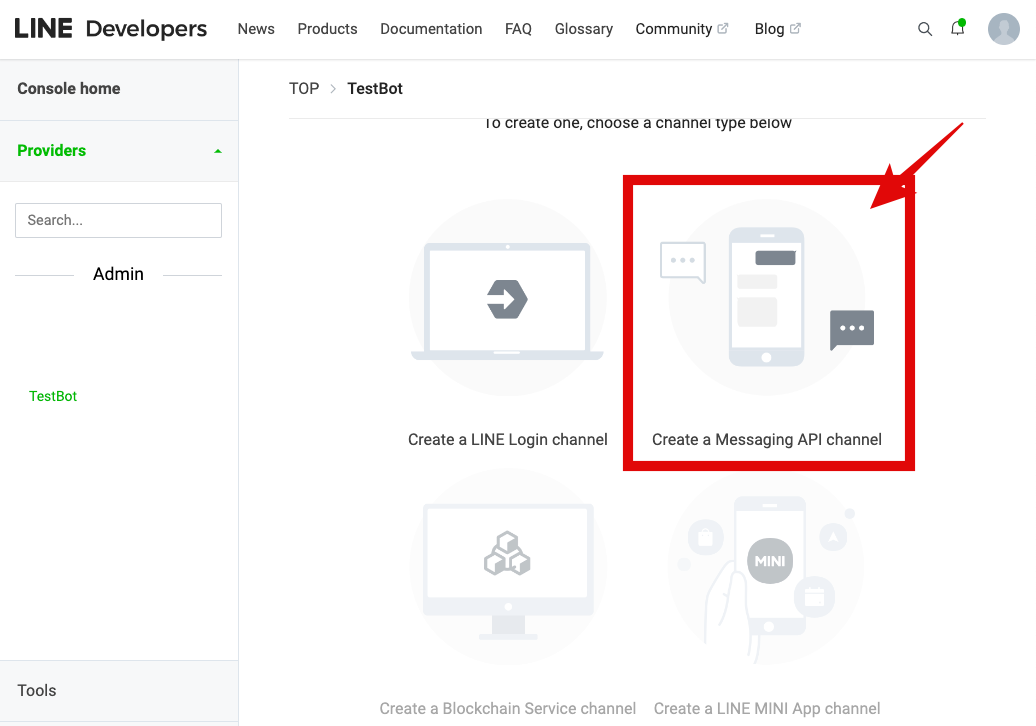 LINE Developers
News Products Documentation FAQ Glossary Community Blog
Console home
Providers
Search...
Admin
TestBot
Tools
TOP > TestBot
To create one, choose a channel type below
Create a LINE Login channel
Create a Messaging API channel
MINI
Create a Blockchain Service channel
Create a LINE MINI App channel